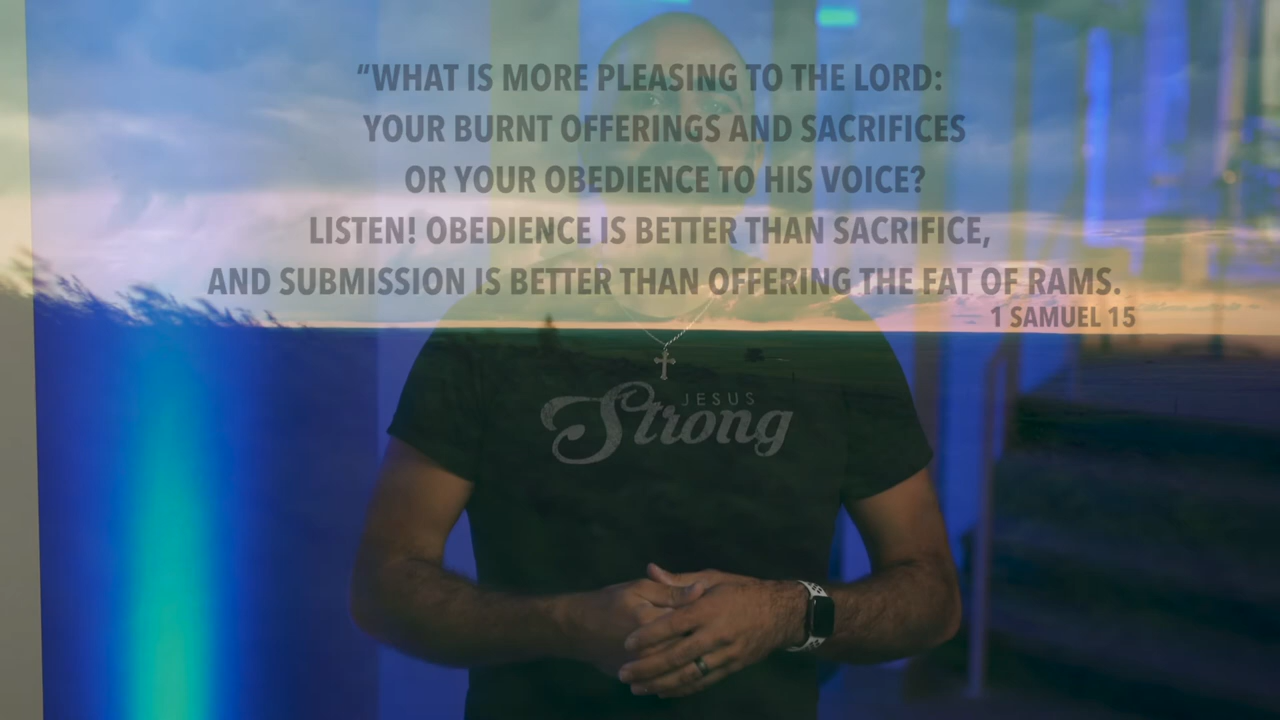 “WHAT IS MORE PLEASING TO THE LORD:
YOUR BURNT OFFERINGS AND SACRIFICES
OR YOUR OBEDIENCE TO HIS VOICE?
LISTEN! OBEDIENCE IS BETTER THAN SACRIFICE,
AND SUBMISSION IS BETTER THAN OFFERING THE FAT OF RAMS.
1 SAMUEL 15
JESUS
Strong